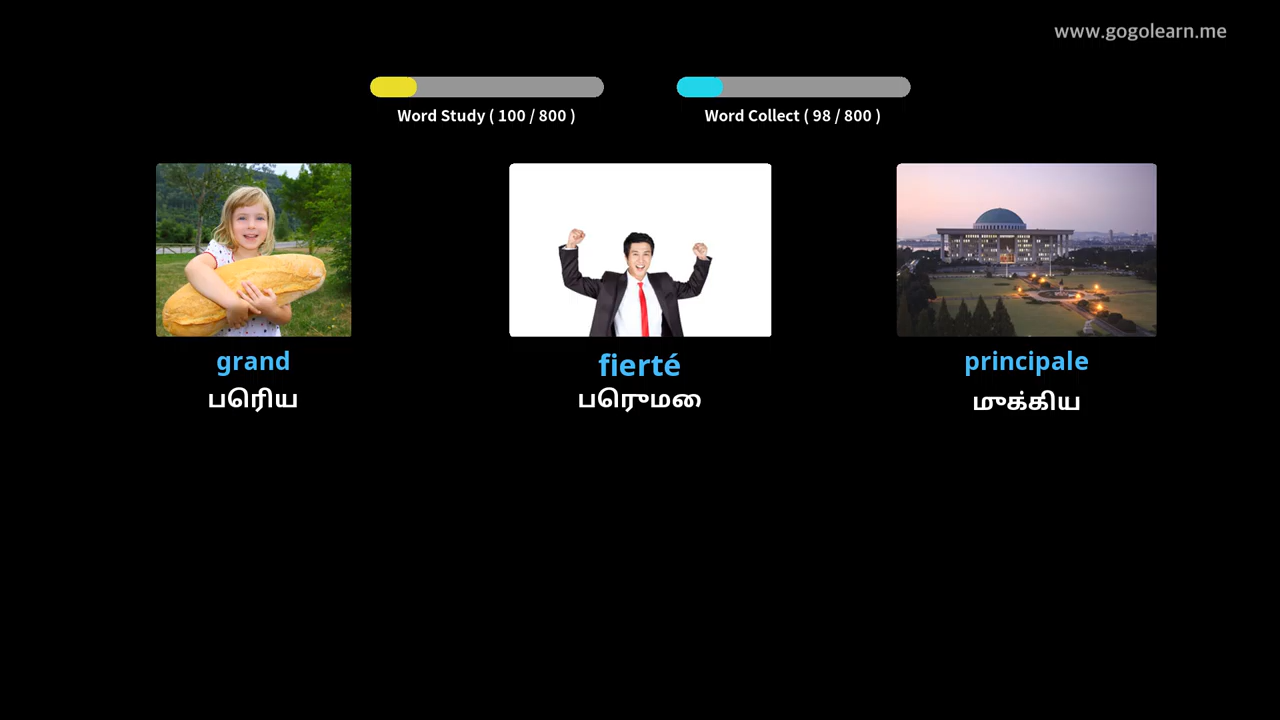 www.gogolearn.me
Word Study ( 100 / 800 )
Word Collect ( 98 / 800 )
grand
fierté
principale
பெரிய
பெருமை
முக்கிய